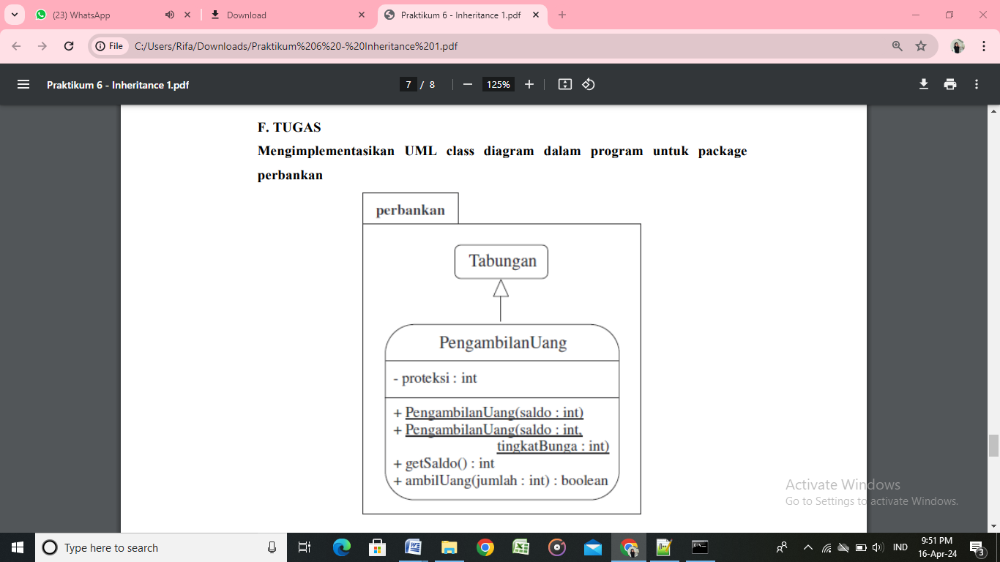 (23) WhatsApp
Download
Praktikum 6 - Inheritance 1.pdf
File
C:/Users/Rifa/Downloads/Praktikum%206%20-%20Inheritance%201.pdf
Praktikum 6 - Inheritance 1.pdf
7 / 8
125%
F. TUGAS
Mengimplementasikan UML class diagram dalam program untuk package
perbankan
perbankan
Tabungan
PengambilanUang
- proteksi : int
+ PengambilanUang(saldo : int)
+ PengambilanUang(saldo : int,
tingkatBunga : int)
+ getSaldo() : int
+ ambilUang(jumlah : int) : boolean
Activate Windows
Go to Settings to activate Windows.
Type here to search
IND
9:51 PM
16-Apr-24
3